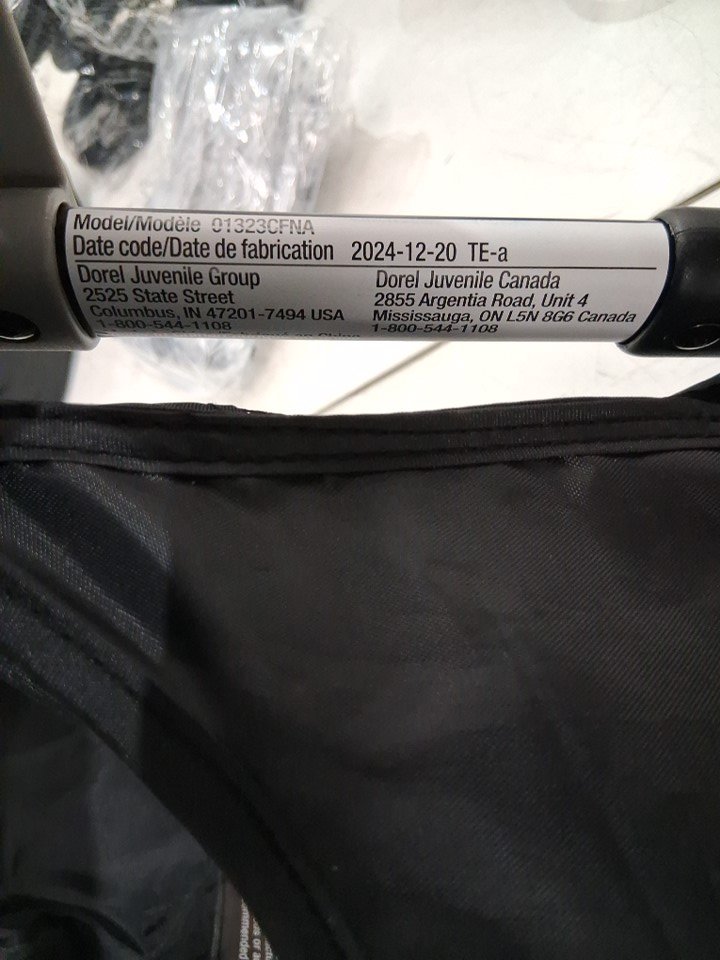 Model/Modèle 01323CFNA
Date code/Date de fabrication 2024-12-20 TE-a
Dorel Juvenile Group
2525 State Street
Columbus, IN 47201-7494 USA
1-800-544-1108
Dorel Juvenile Canada
2855 Argentia Road, Unit 4
Mississauga, ON L5N 8G6 Canada
1-800-544-1108